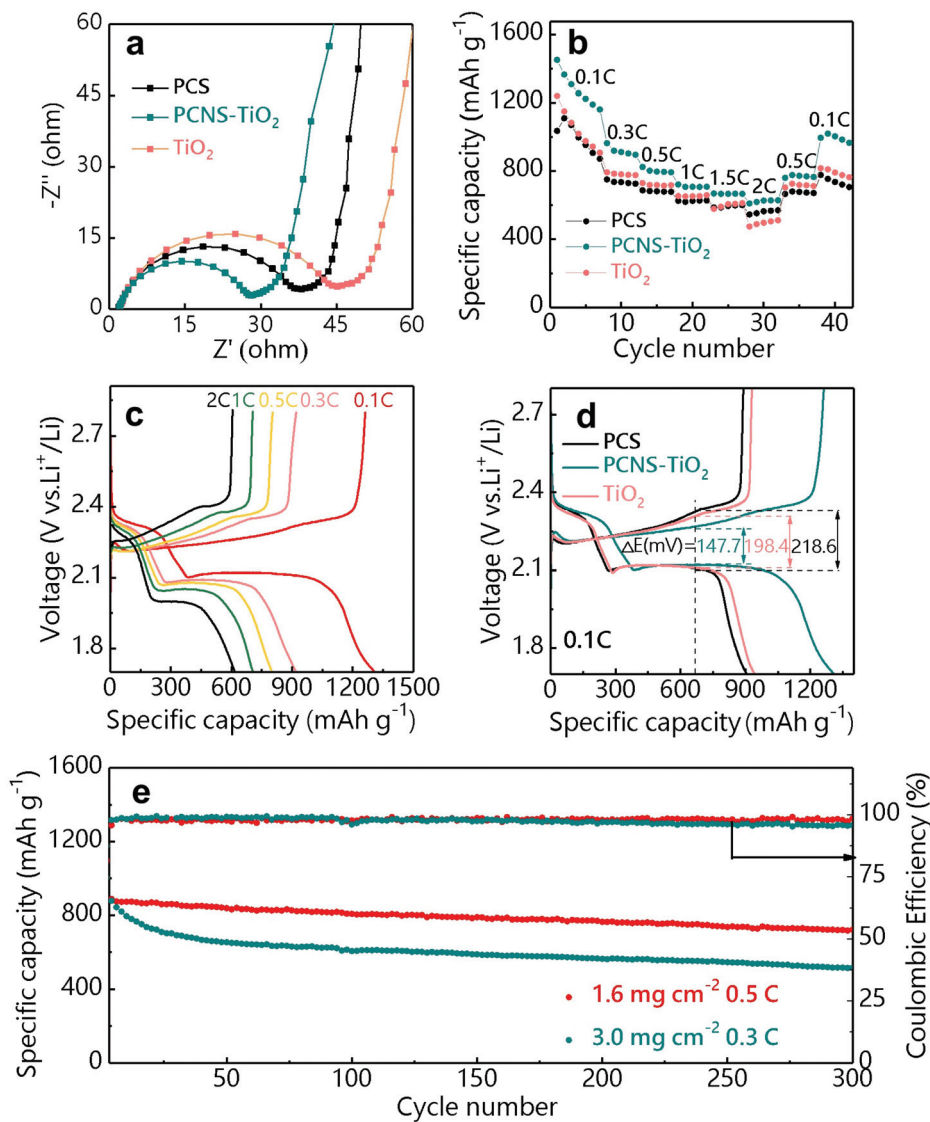 a
60
45
30
15
0
0 15 30 45 60
-Z'' (ohm)
Z' (ohm)
PCS
PCNS-TiO₂
TiO₂
b
1600
1200
800
400
0
0 10 20 30 40
Specific capacity (mAh g⁻¹)
Cycle number
0.1C
0.3C
0.5C
1C
1.5C
2C
0.5C
0.1C
PCS
PCNS-TiO₂
TiO₂
c
2C 1C 0.5C 0.3C 0.1C
2.7
2.4
2.1
1.8
0 300 600 900 1200 1500
Voltage (V vs.Li⁺/Li)
Specific capacity (mAh g⁻¹)
d
PCS
PCNS-TiO₂
TiO₂
2.7
2.4
2.1
1.8
0 300 600 900 1200
ΔE(mV)= 147.7 198.4 218.6
0.1C
Voltage (V vs.Li⁺/Li)
Specific capacity (mAh g⁻¹)
e
1600
1200
800
400
0
0 50 100 150 200 250 300
100
75
50
25
0
Specific capacity (mAh g⁻¹)
Coulombic Efficiency (%)
1.6 mg cm⁻² 0.5 C
3.0 mg cm⁻² 0.3 C
Cycle number